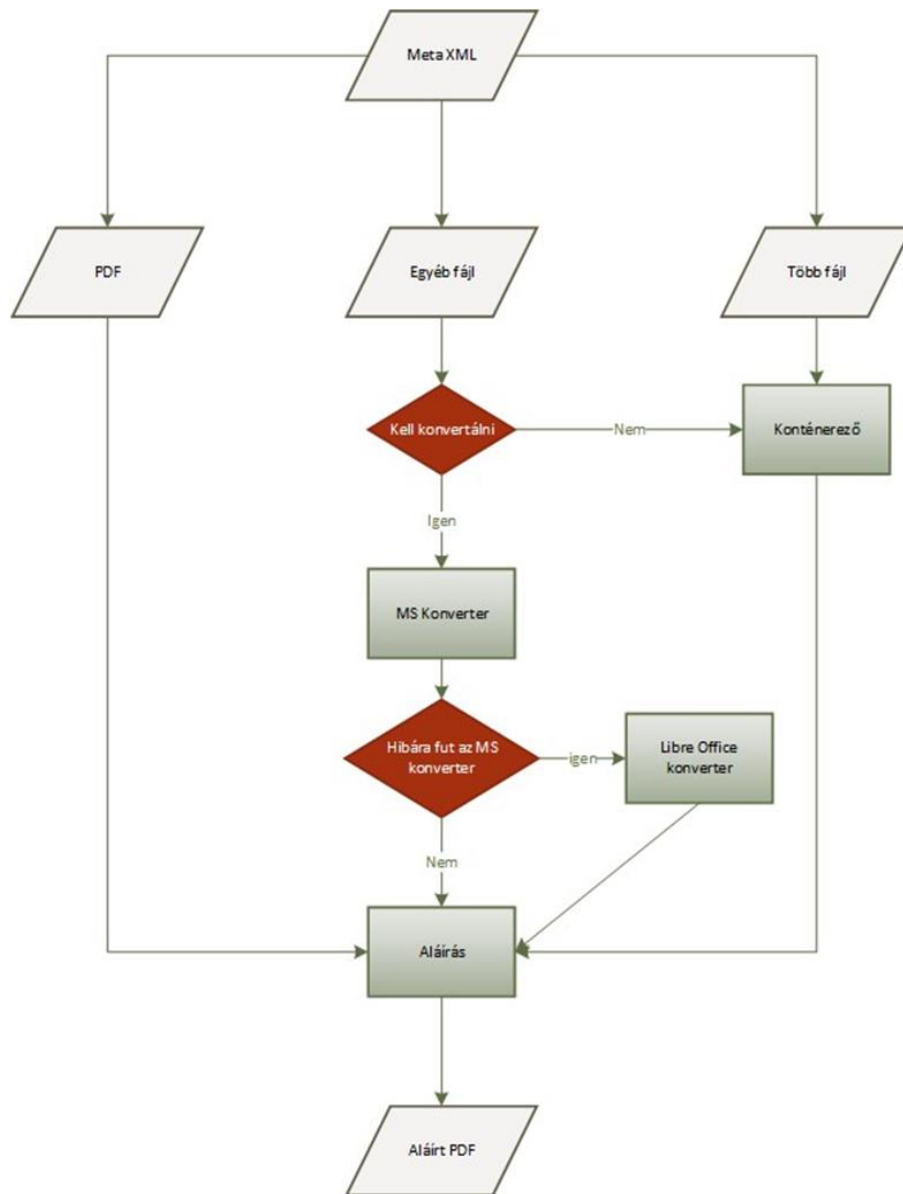 Meta XML
PDF
Egyéb fájl
Több fájl
Kell konvertálni
Nem
Konténerező
Igen
MS Konverter
Hibára fut az MS
konverter
igen
Libre Office
konverter
Nem
Aláírás
Aláírt PDF